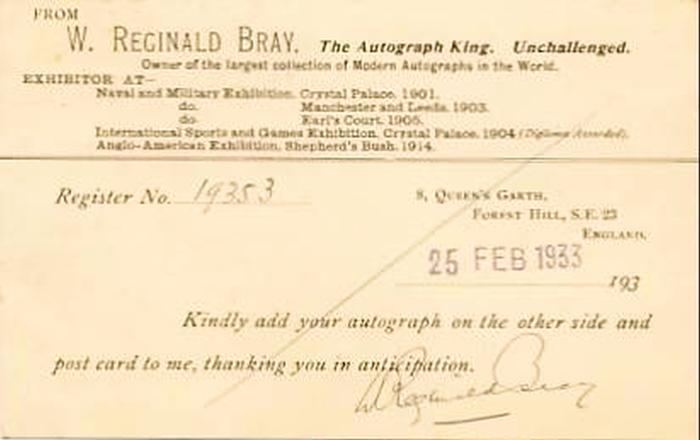 FROM
W. REGINALD BRAY, The Autograph King. Unchallenged.
Owner of the largest collection of Modern Autographs in the World.
EXHIBITOR AT—
Naval and Military Exhibition, Crystal Palace, 1901.
do. Manchester and Leeds, 1903.
do. Earl's Court, 1905.
International Sports and Games Exhibition, Crystal Palace, 1904 (Diploma Awarded).
Anglo-American Exhibition, Shepherd's Bush, 1914.
Register No. 19353
8, QUEEN'S GARTH,
FOREST HILL, S.E. 23
ENGLAND.
25 FEB 1933
193
Kindly add your autograph on the other side and
post card to me, thanking you in anticipation.
W Reginald Bray